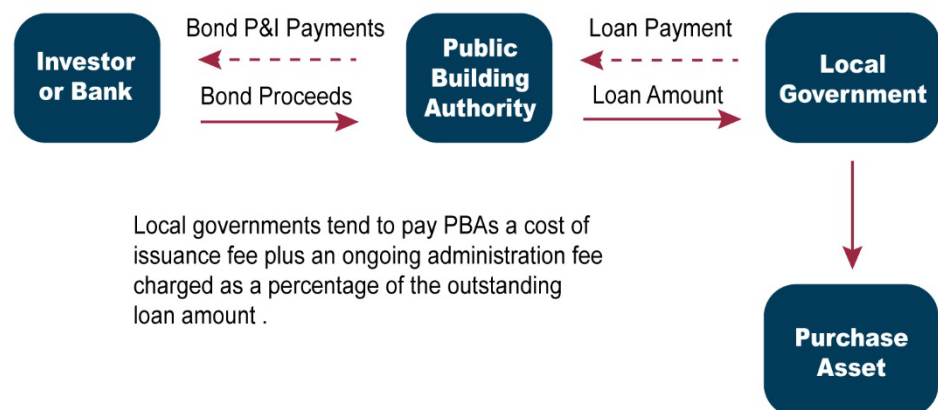 Investor
or Bank
Bond P&I Payments
Bond Proceeds
Public
Building
Authority
Loan Payment
Loan Amount
Local
Government
Local governments tend to pay PBAs a cost of
issuance fee plus an ongoing administration fee
charged as a percentage of the outstanding
loan amount .
Purchase
Asset